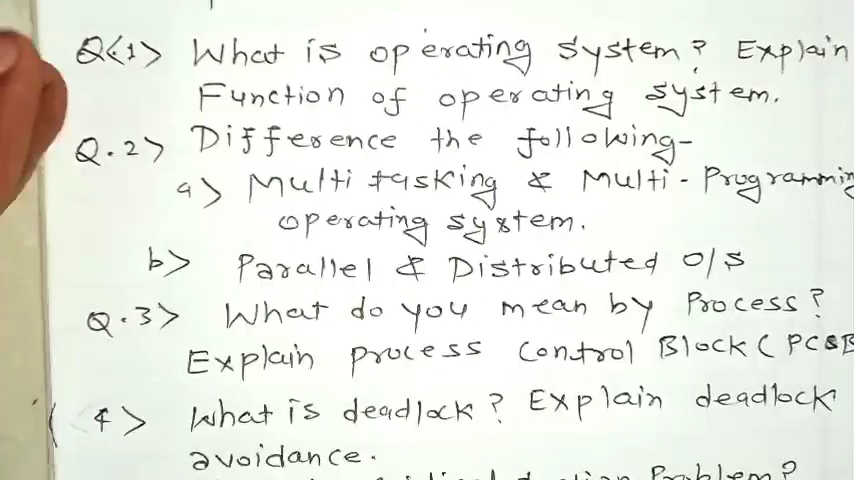 Q<1> What is operating system? Explain
Function of operating system.
Q.2> Difference the following-
a> Multi tasking & Multi-Programmin
operating system.
b> Parallel & Distributed O/S
Q.3> What do you mean by Process?
Explain process control Block (PCB
4> What is deadlock? Explain deadlock
avoidance.
Problem?